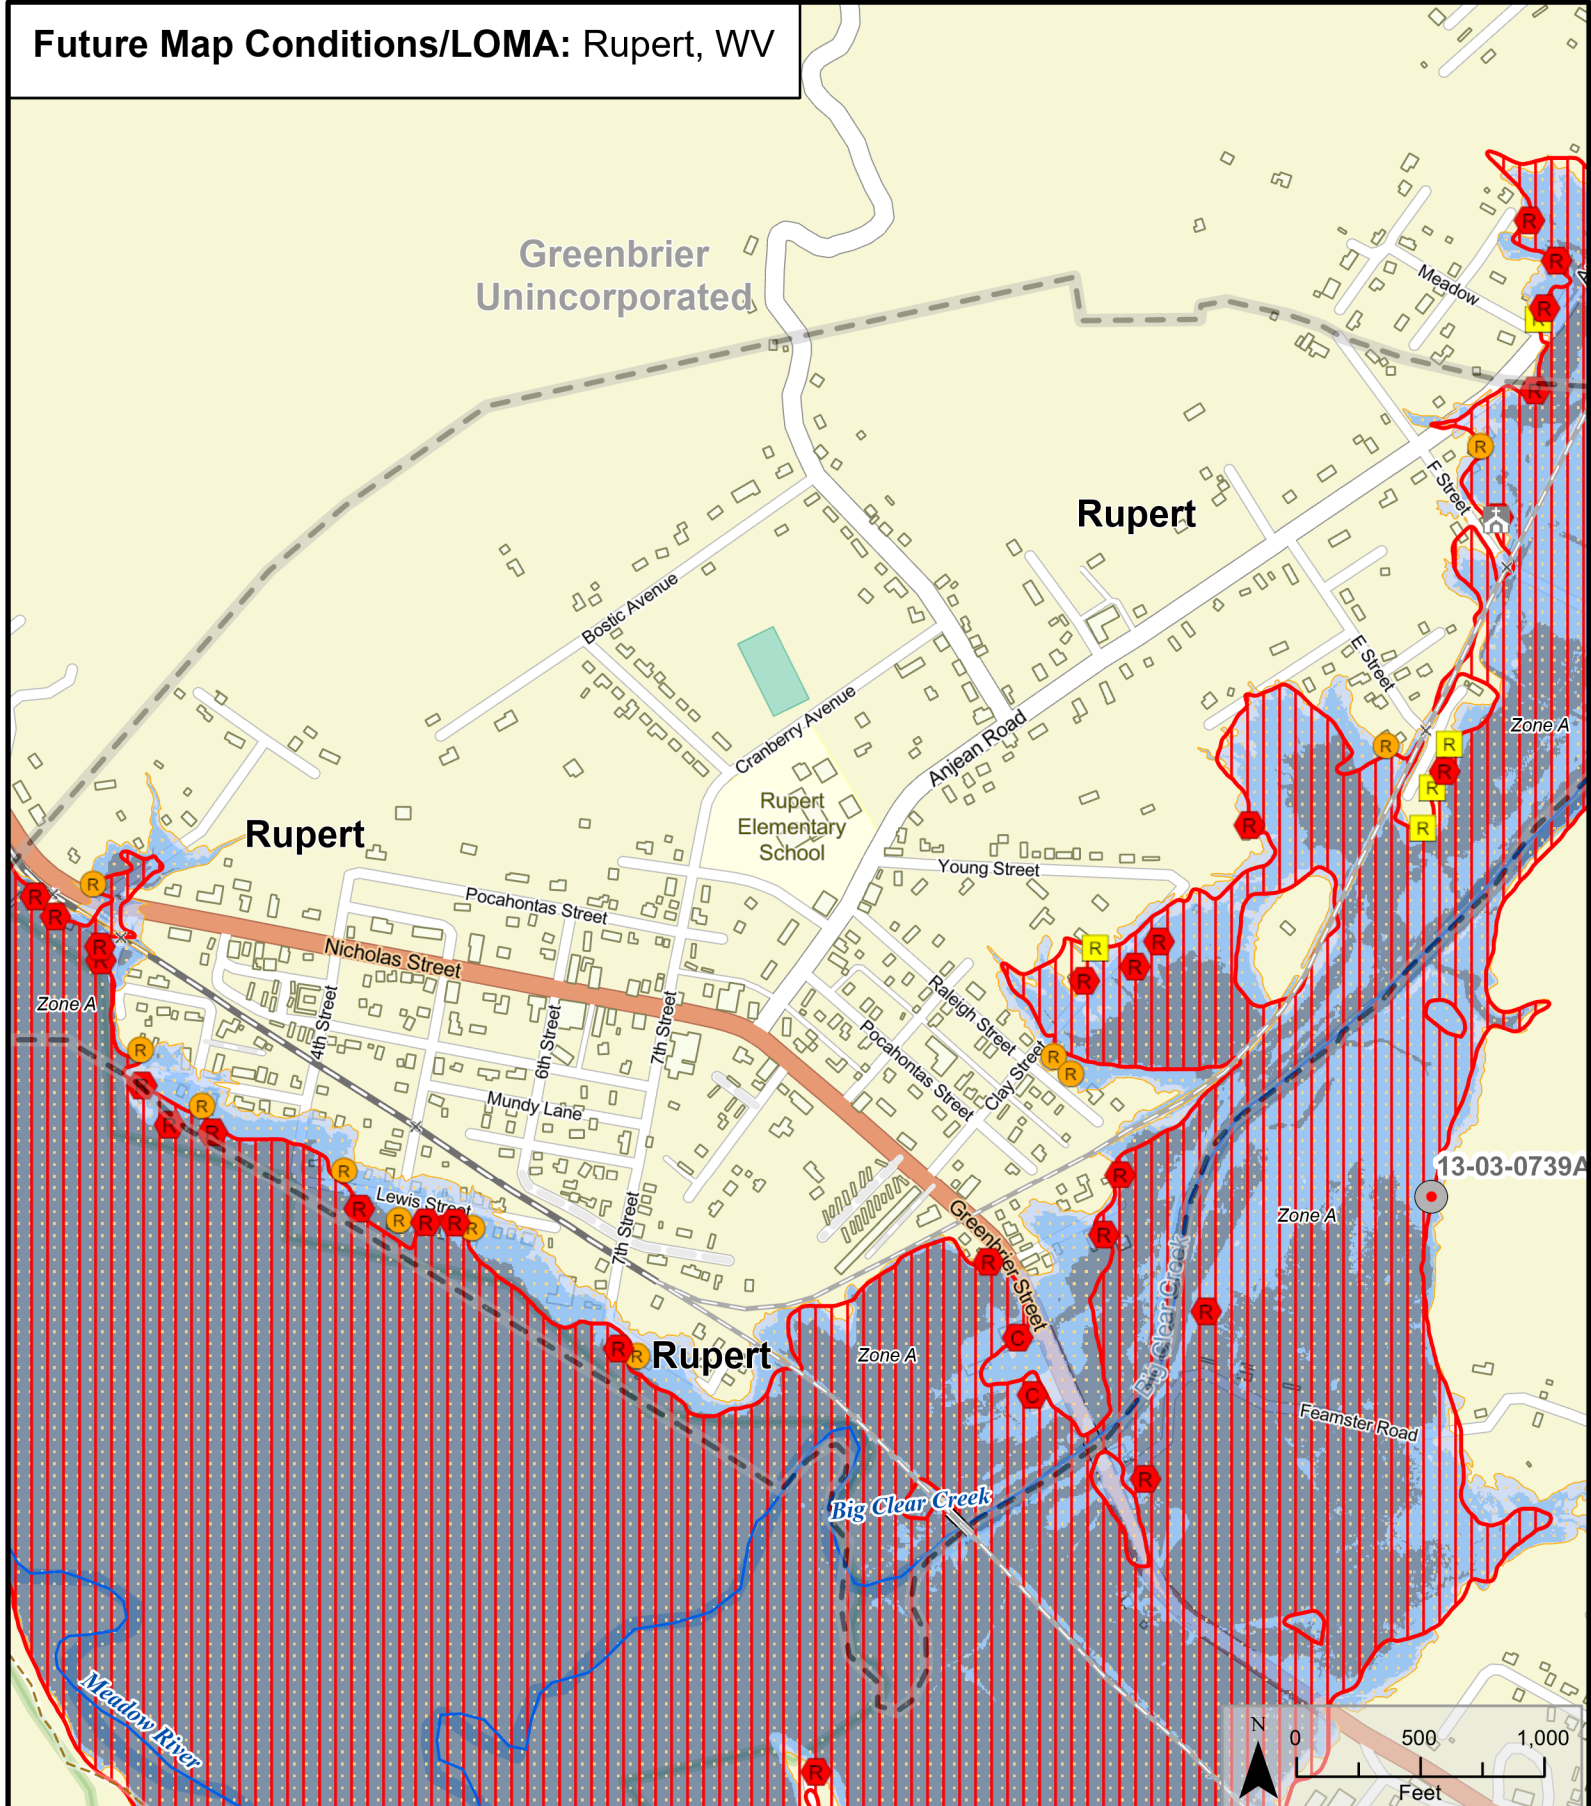 Future Map Conditions/LOMA: Rupert, WV
Greenbrier
Unincorporated
R
R
Meadow
R
R
R
R
F Street
Rupert
Bostic Avenue
E Street
Cranberry Avenue
Anjean Road
Zone A
R
R
R
R
R
Rupert
Elementary
School
Rupert
R
Young Street
R
R
R
Pocahontas Street
R
R
R
R
R
R
Nicholas Street
R
Zone A
4th Street
6th Street
7th Street
Raleigh Street
Pocahontas Street
Clay Street
R
R
R
R
R
Mundy Lane
R
R
R
R
R
Lewis Street
R
R
R
R
R
7th Street
13-03-0739A
Zone A
Greenbrier Street
R
R
R
R
C
Big Clear Creek
R
R
Rupert
Zone A
C
Feamster Road
R
Big Clear Creek
Meadow River
R
N
0
500
1,000
Feet